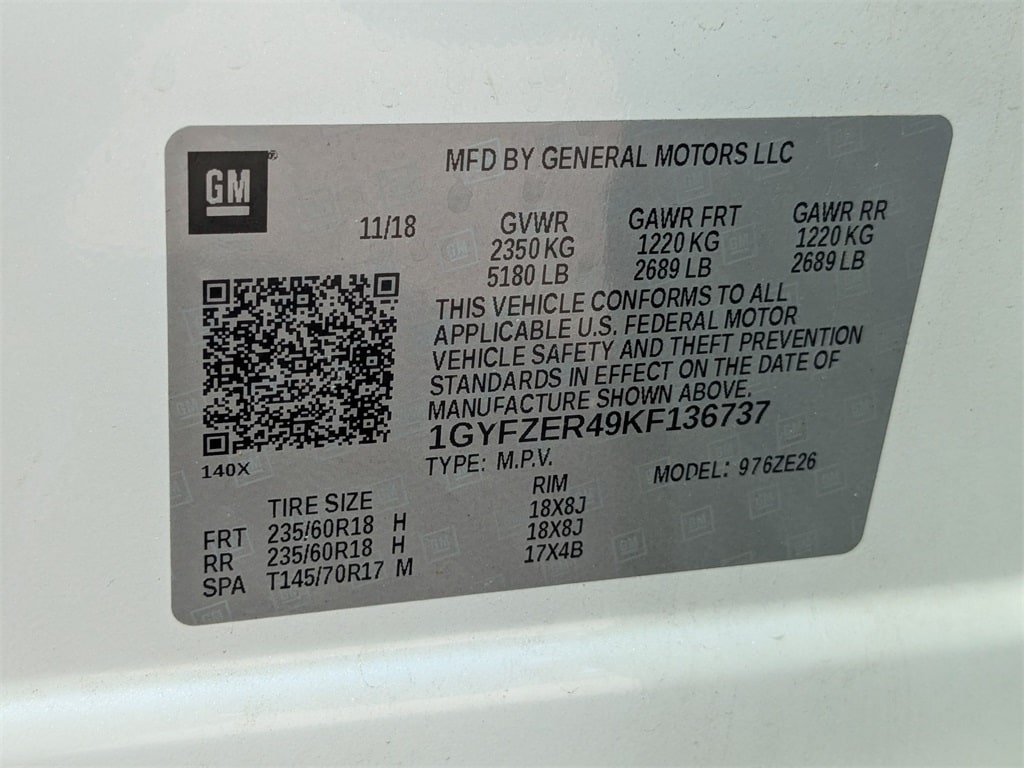 GM
MFD BY GENERAL MOTORS LLC
11/18
GVWR
2350 KG
5180 LB
GAWR FRT
1220 KG
2689 LB
GAWR RR
1220 KG
2689 LB
THIS VEHICLE CONFORMS TO ALL
APPLICABLE U.S. FEDERAL MOTOR
VEHICLE SAFETY AND THEFT PREVENTION
STANDARDS IN EFFECT ON THE DATE OF
MANUFACTURE SHOWN ABOVE.
1GYFZER49KF136737
TYPE: M.P.V. MODEL: 976ZE26
140X
TIRE SIZE RIM
FRT 235/60R18 H 18X8J
RR 235/60R18 H 18X8J
SPA T145/70R17 M 17X4B